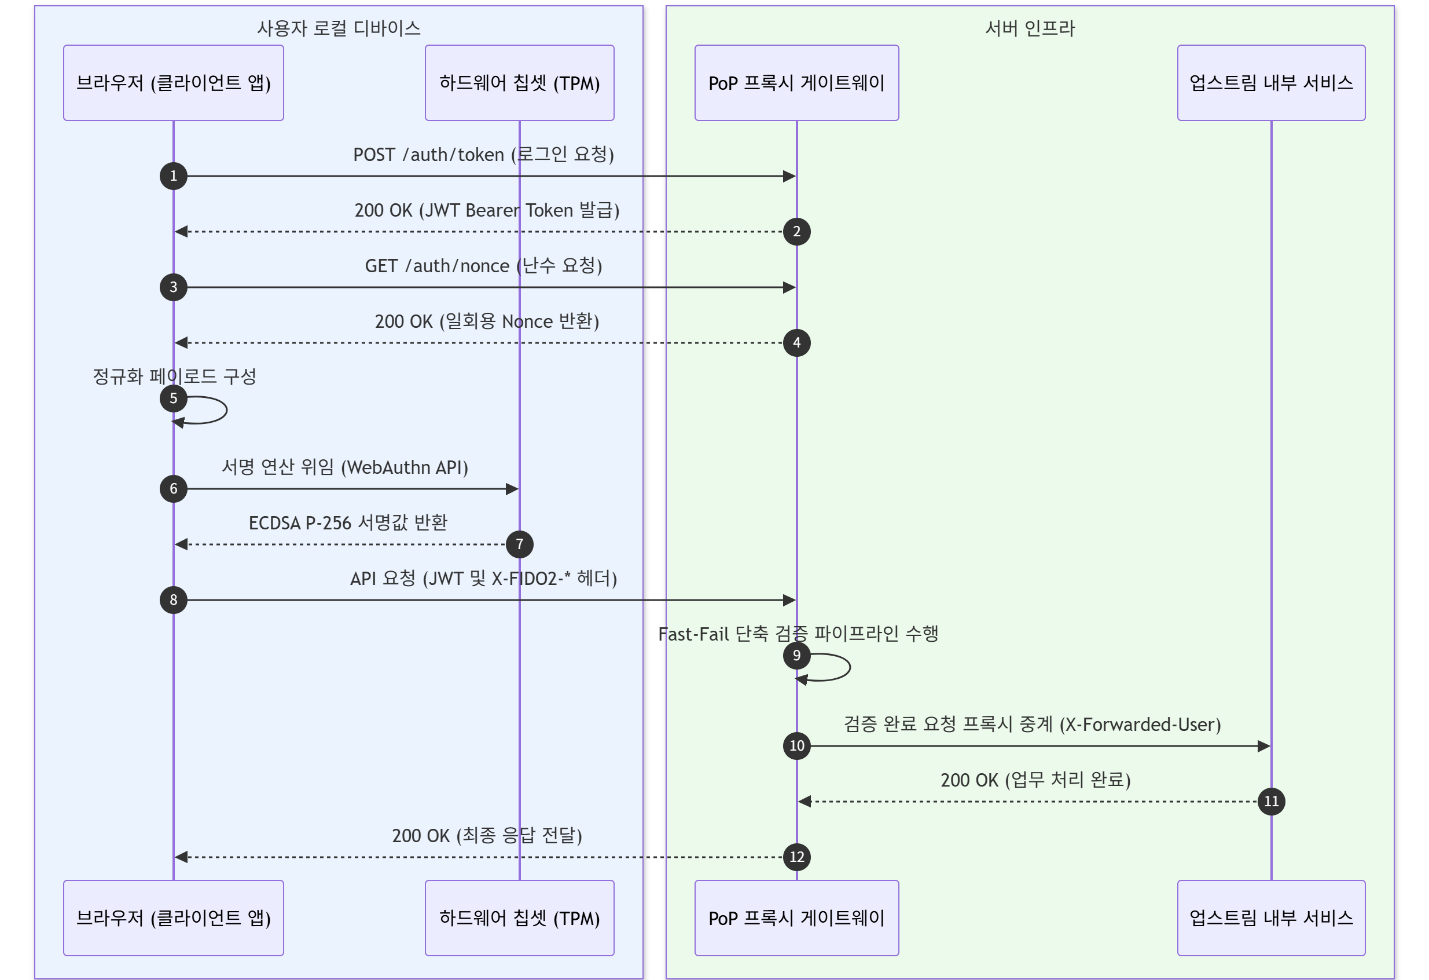 사용자 로컬 디바이스
서버 인프라
브라우저 (클라이언트 앱)
하드웨어 칩셋 (TPM)
PoP 프록시 게이트웨이
업스트림 내부 서비스
POST /auth/token (로그인 요청)
1
200 OK (JWT Bearer Token 발급)
2
GET /auth/nonce (난수 요청)
3
200 OK (일회용 Nonce 반환)
4
정규화 페이로드 구성
5
서명 연산 위임 (WebAuthn API)
6
ECDSA P-256 서명값 반환
7
API 요청 (JWT 및 X-FIDO2-* 헤더)
8
Fast-Fail 단축 검증 파이프라인 수행
9
검증 완료 요청 프록시 중계 (X-Forwarded-User)
10
200 OK (업무 처리 완료)
11
200 OK (최종 응답 전달)
12
브라우저 (클라이언트 앱)
하드웨어 칩셋 (TPM)
PoP 프록시 게이트웨이
업스트림 내부 서비스